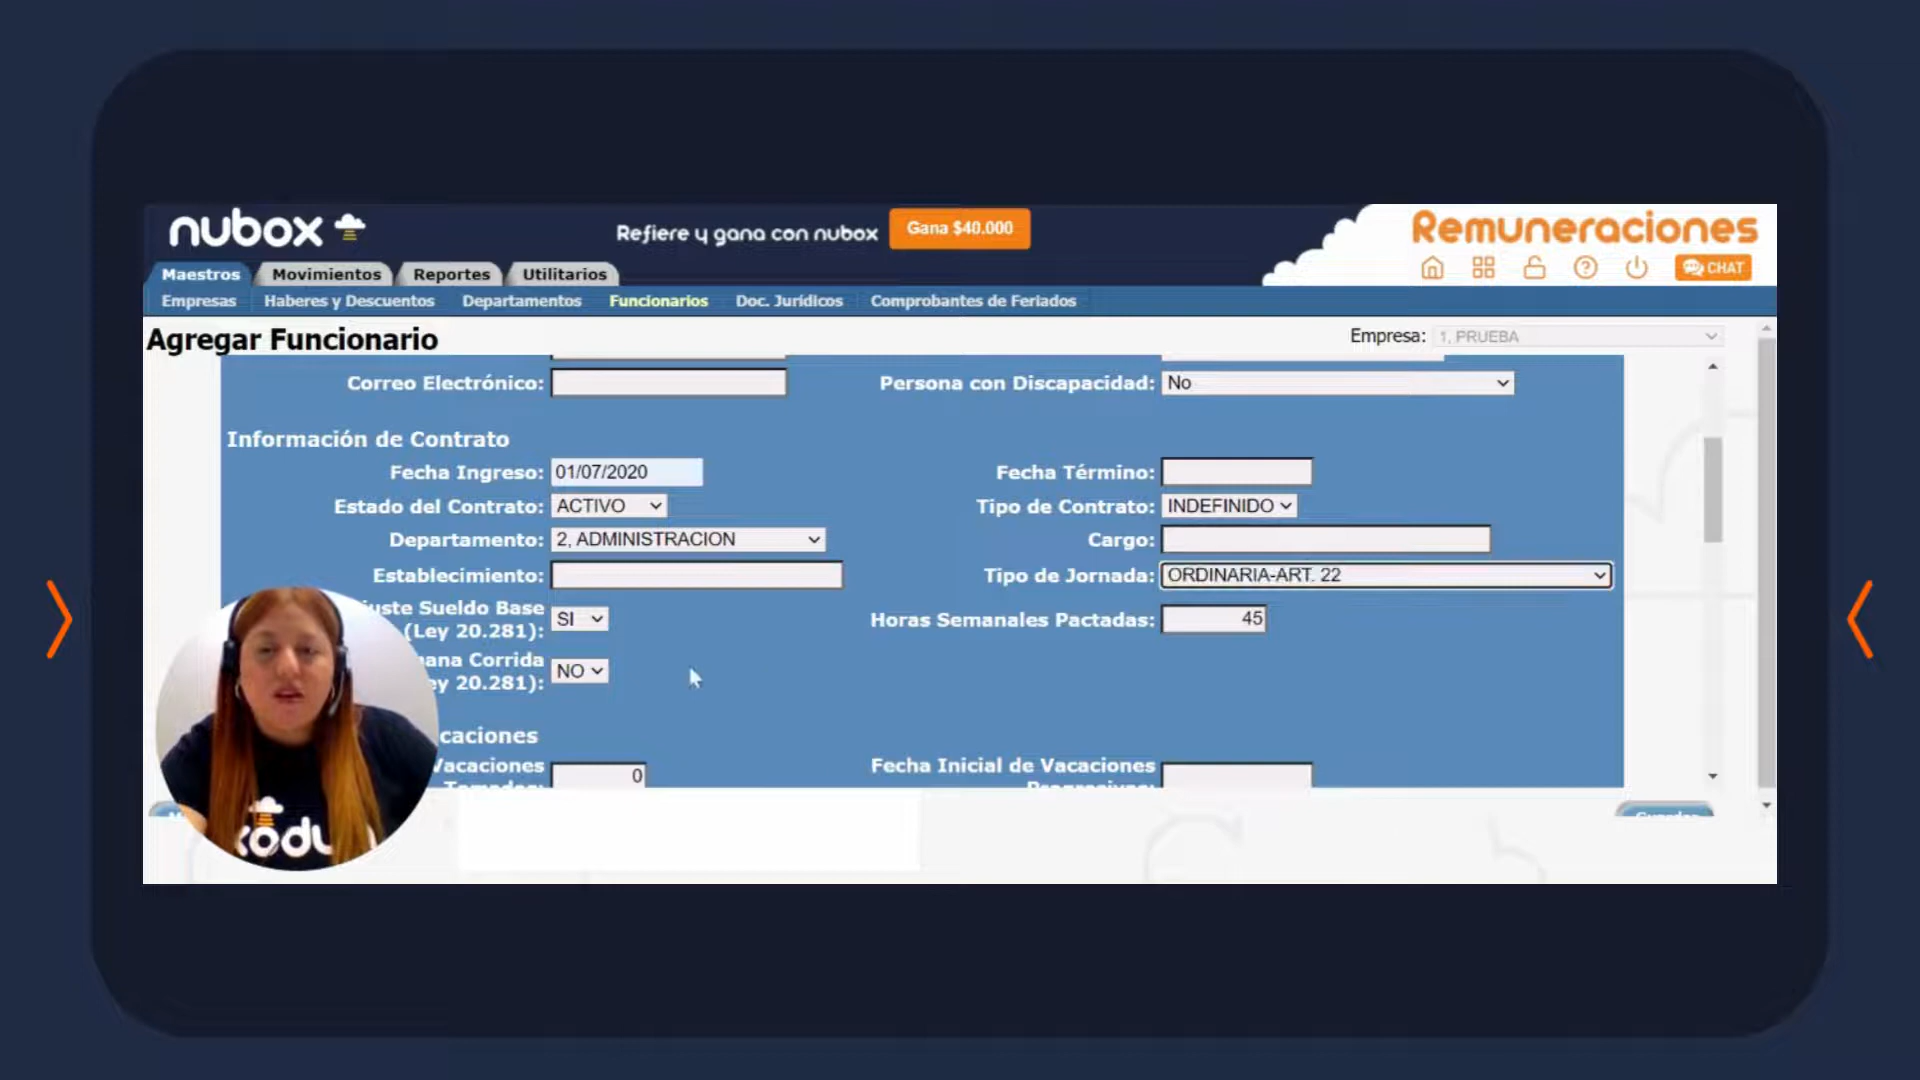 nubox
Refiere y gana con nubox
Gana $40.000
Remuneraciones
CHAT
Maestros
Movimientos
Reportes
Utilitarios
Empresas
Haberes y Descuentos
Departamentos
Funcionarios
Doc. Jurídicos
Comprobantes de Feriados
Agregar Funcionario
Empresa: 1, PRUEBA
Correo Electrónico:
Persona con Discapacidad: No
Información de Contrato
Fecha Ingreso: 01/07/2020
Fecha Término:
Estado del Contrato: ACTIVO
Tipo de Contrato: INDEFINIDO
Departamento: 2, ADMINISTRACION
Cargo:
Establecimiento:
Tipo de Jornada: ORDINARIA-ART. 22
uste Sueldo Base
(Ley 20.281): SI
Horas Semanales Pactadas: 45
ana Corrida
ey 20.281): NO
caciones
Vacaciones
0
Fecha Inicial de Vacaciones